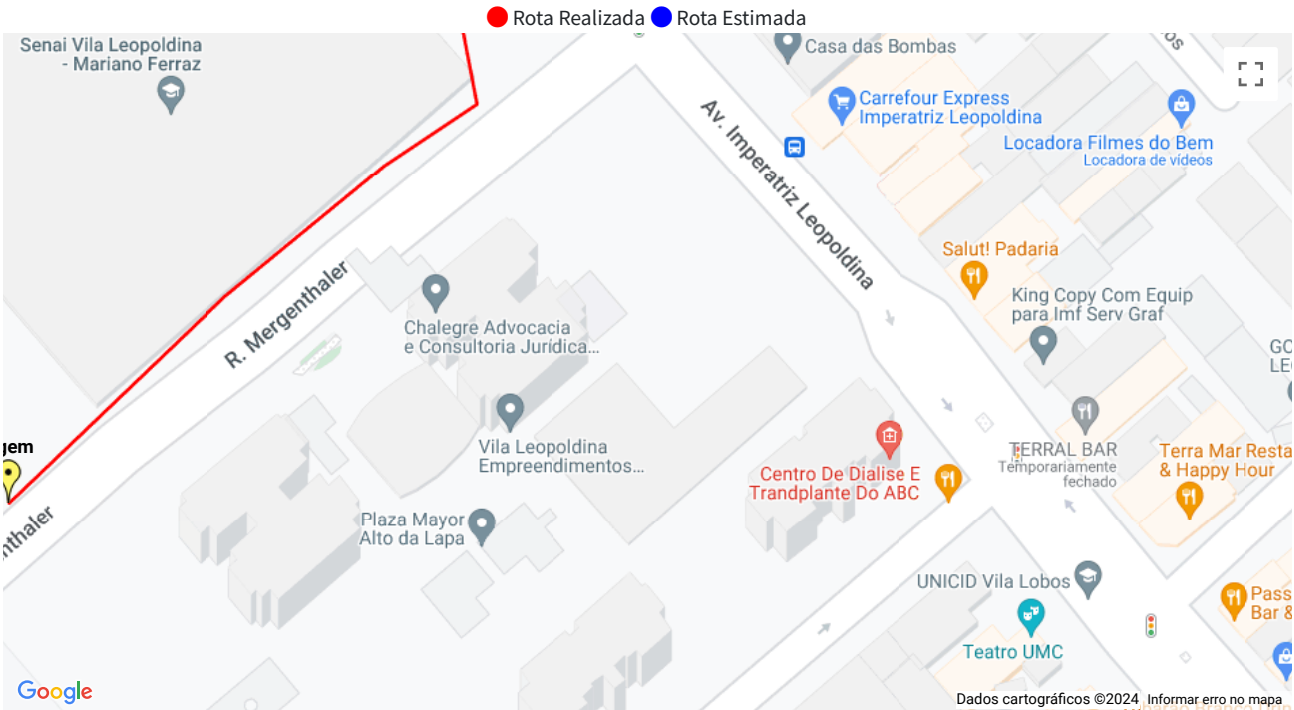 Rota Realizada Rota Estimada
Senai Vila Leopoldina
- Mariano Ferraz
Casa das Bombas
Carrefour Express
Imperatriz Leopoldina
Av. Imperatriz Leopoldina
Locadora Filmes do Bem
Locadora de vídeos
Salut! Padaria
King Copy Com Equip
para Imf Serv Graf
R. Mergenthaler
Chalegre Advocacia
e Consultoria Jurídica...
Vila Leopoldina
Empreendimentos...
TERRAL BAR
Temporariamente
fechado
Terra Mar Resta
& Happy Hour
Centro De Dialise E
Trandplante Do ABC
Plaza Mayor
Alto da Lapa
UNICID Vila Lobos
Teatro UMC
Pass
Bar &
Google
Dados cartográficos ©2024 Informar erro no mapa